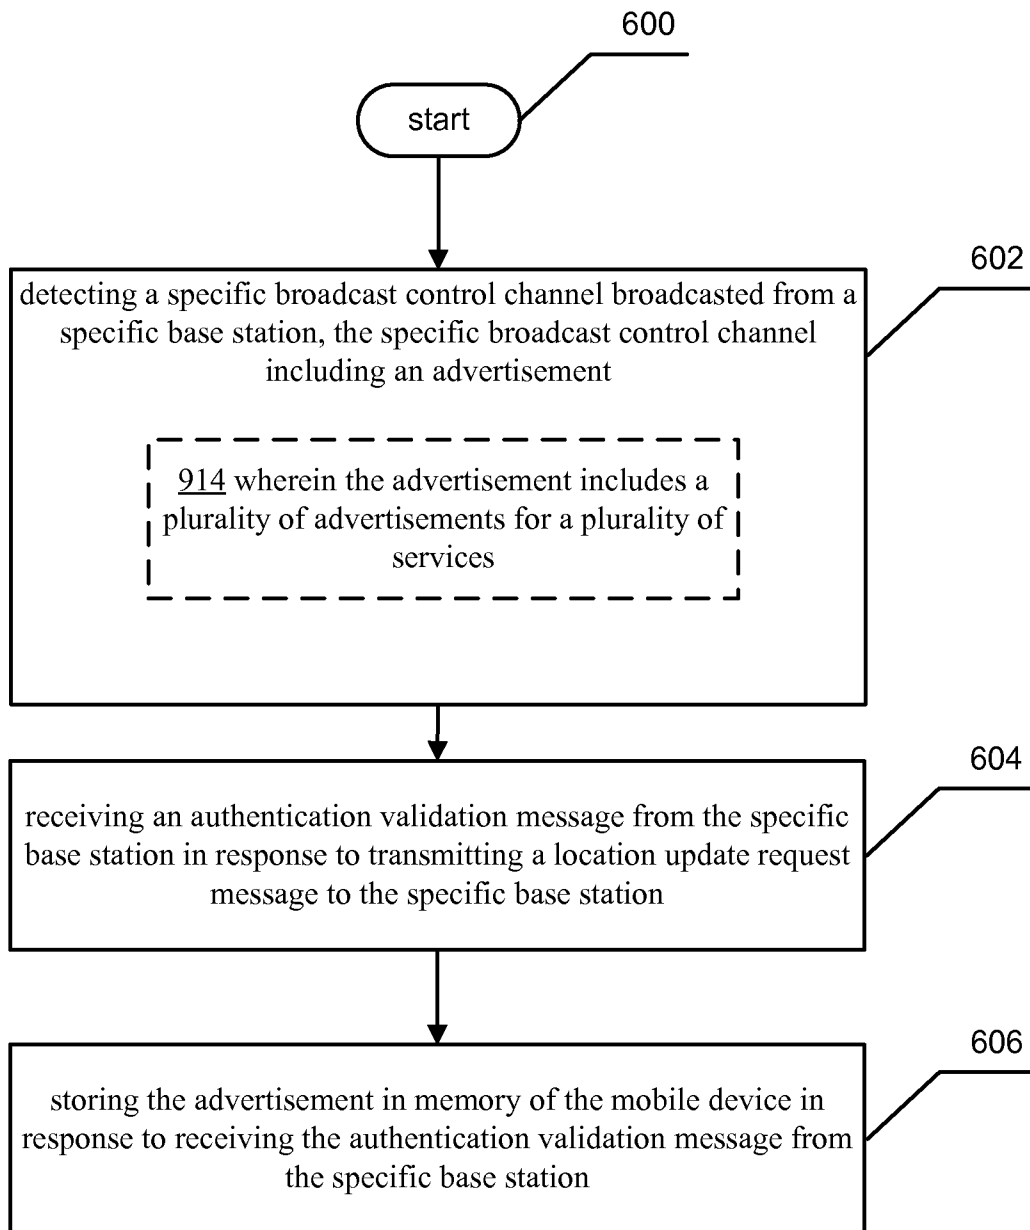 600
start
602
detecting a specific broadcast control channel broadcasted from a
specific base station, the specific broadcast control channel
including an advertisement
914 wherein the advertisement includes a
plurality of advertisements for a plurality of
services
604
receiving an authentication validation message from the specific
base station in response to transmitting a location update request
message to the specific base station
606
storing the advertisement in memory of the mobile device in
response to receiving the authentication validation message from
the specific base station